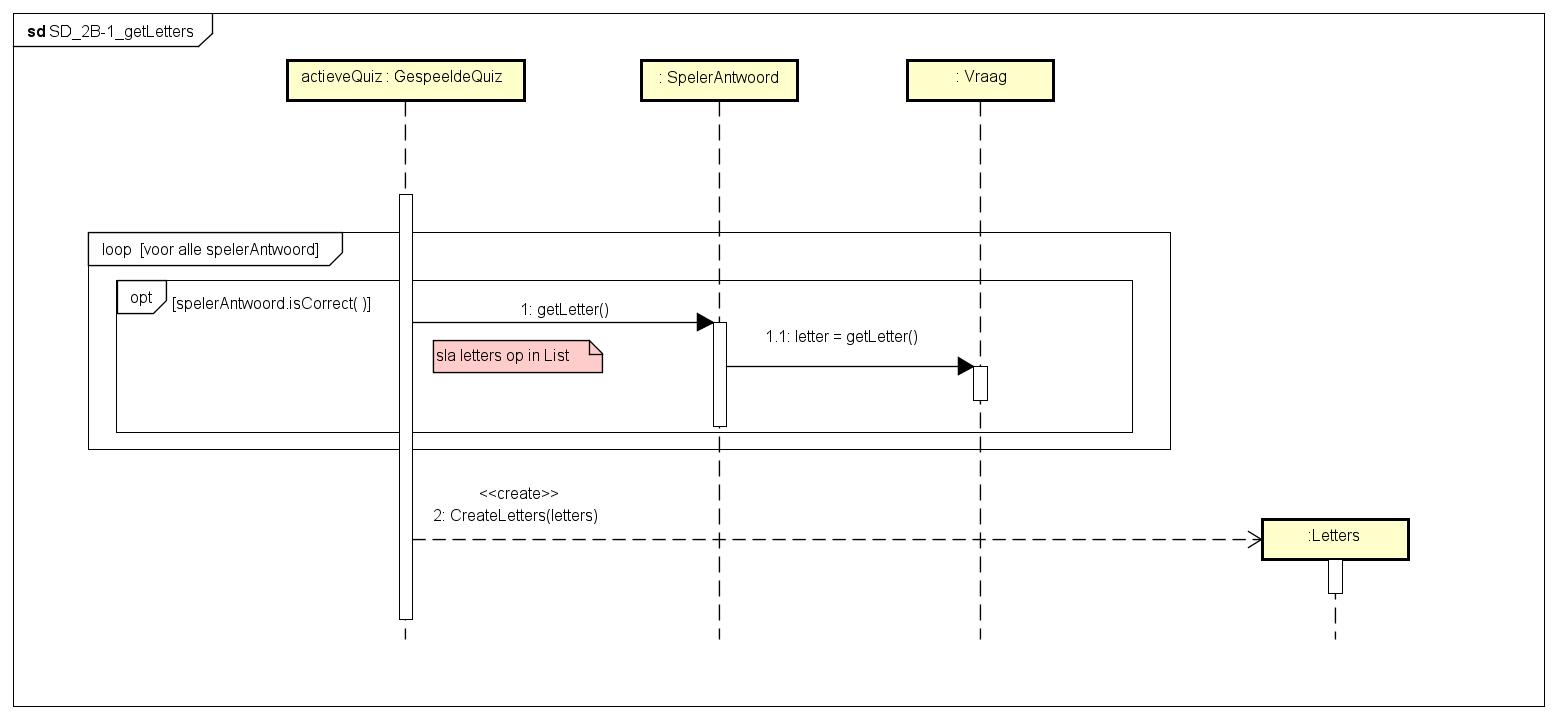 sd SD_2B-1_getLetters
actieveQuiz : GespeeldeQuiz
: SpelerAntwoord
: Vraag
loop [voor alle spelerAntwoord]
opt
[spelerAntwoord.isCorrect( )]
1: getLetter()
1.1: letter = getLetter()
sla letters op in List
<<create>>
2: CreateLetters(letters)
:Letters